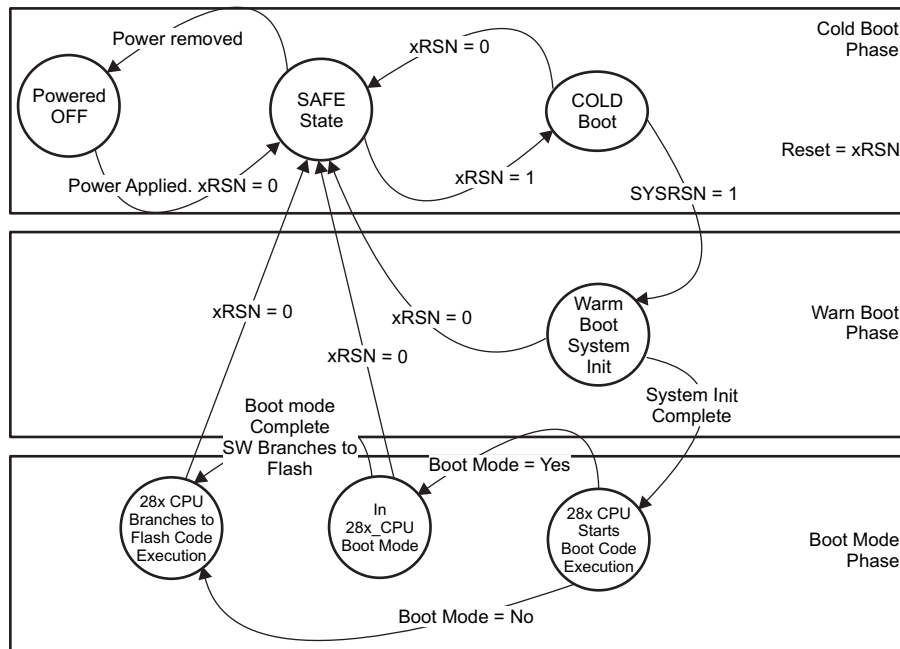 Power removed
xRSN = 0
Cold Boot
Phase
Powered
OFF
SAFE
State
COLD
Boot
Reset = xRSN
Power Applied. xRSN = 0
xRSN = 1
SYSRSN = 1
xRSN = 0
xRSN = 0
xRSN = 0
Warm
Boot
System
Init
Warn Boot
Phase
System Init
Complete
Boot mode
Complete
SW Branches to
Flash
Boot Mode = Yes
28x CPU
Branches to
Flash Code
Execution
In
28x_CPU
Boot Mode
28x CPU
Starts
Boot Code
Execution
Boot Mode
Phase
Boot Mode = No